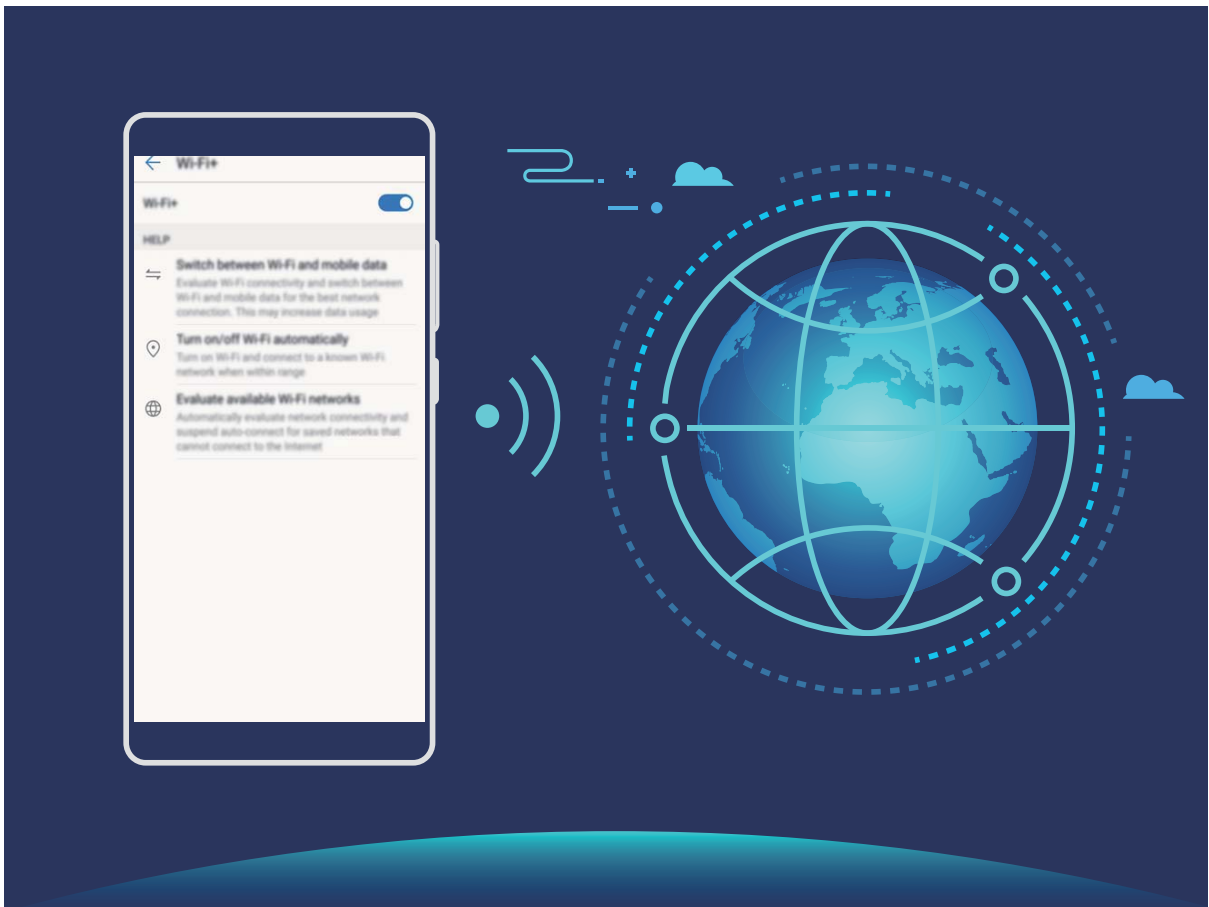 Wi-Fi+
Wi-Fi+
HELP
Switch between Wi-Fi and mobile data
Evaluate Wi-Fi connectivity and switch between
Wi-Fi and mobile data for the best network
connection. This may increase data usage
Turn on/off Wi-Fi automatically
Turn on Wi-Fi and connect to a known Wi-Fi
network when within range
Evaluate available Wi-Fi networks
Automatically evaluate network connectivity and
suspend auto-connect for saved networks that
cannot connect to the Internet